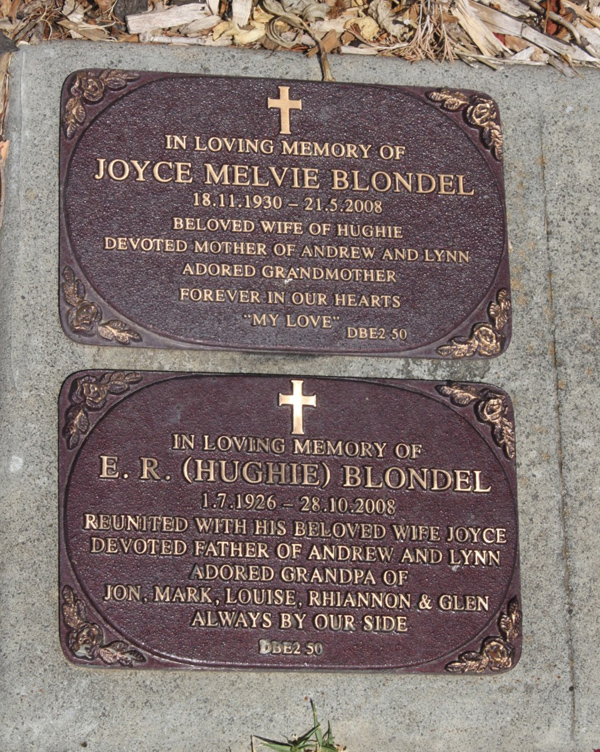 IN LOVING MEMORY OF
JOYCE MELVIE BLONDEL
18.11.1930 – 21.5.2008
BELOVED WIFE OF HUGHIE
DEVOTED MOTHER OF ANDREW AND LYNN
ADORED GRANDMOTHER
FOREVER IN OUR HEARTS
"MY LOVE"
DBE2 50
IN LOVING MEMORY OF
E. R. (HUGHIE) BLONDEL
1.7.1926 – 28.10.2008
REUNITED WITH HIS BELOVED WIFE JOYCE
DEVOTED FATHER OF ANDREW AND LYNN
ADORED GRANDPA OF
JON, MARK, LOUISE, RHIANNON & GLEN
ALWAYS BY OUR SIDE
DBE2 50